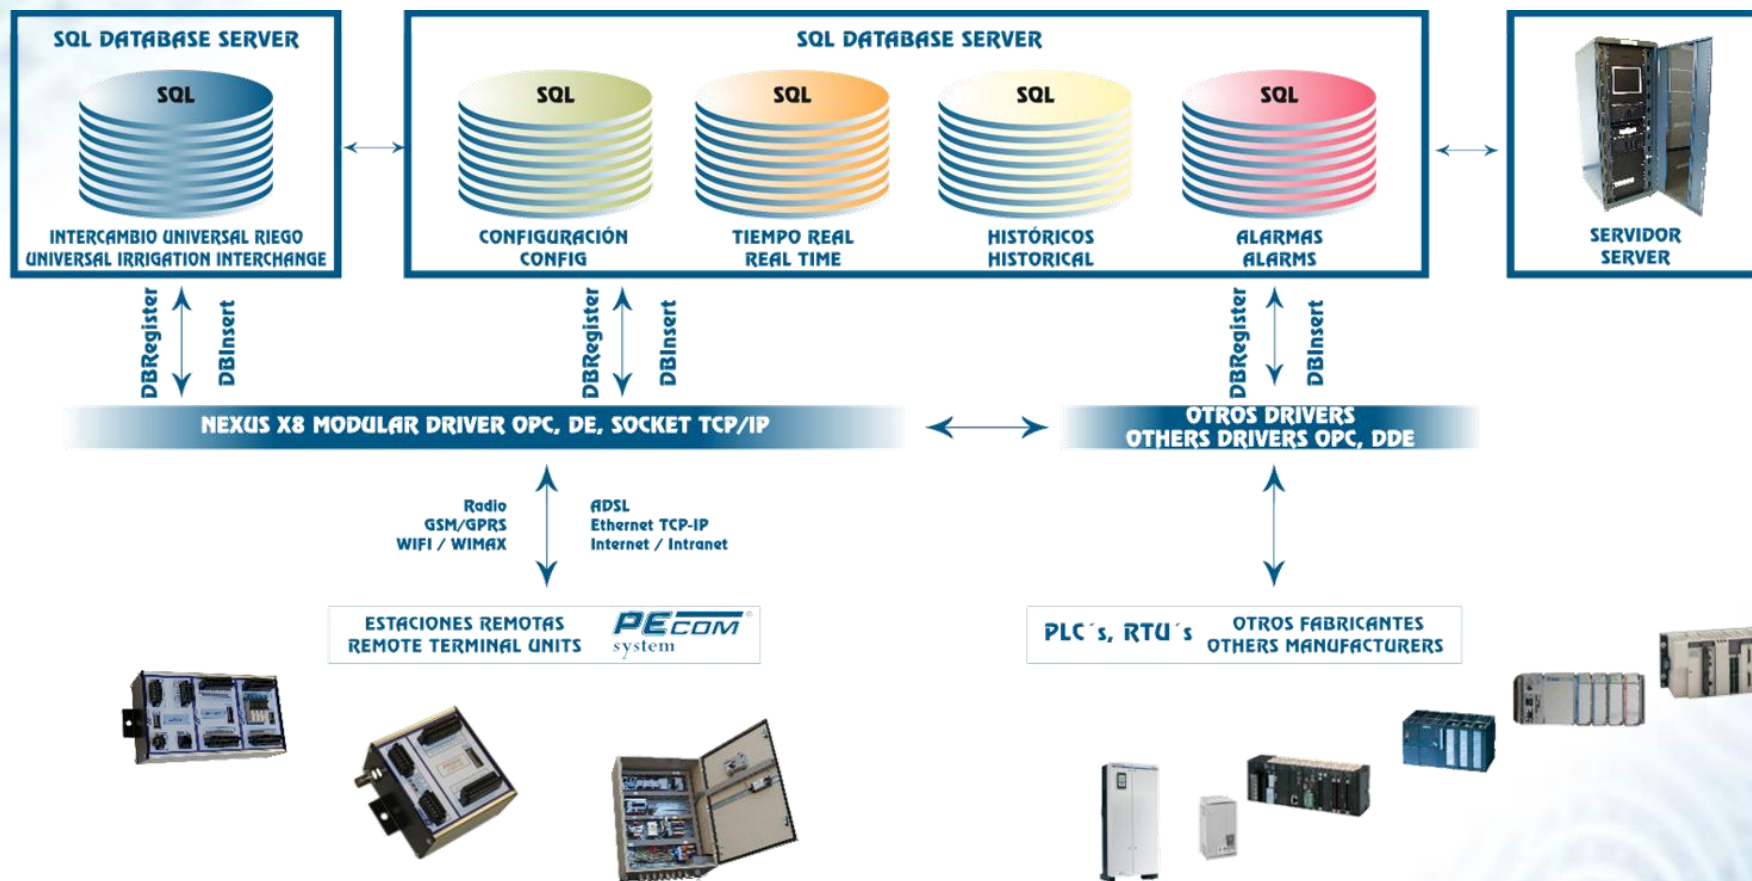 SQL DATABASE SERVER
SQL
INTERCAMBIO UNIVERSAL RIEGO
UNIVERSAL IRRIGATION INTERCHANGE
SQL DATABASE SERVER
SQL
CONFIGURACIÓN
CONFIG
SQL
TIEMPO REAL
REAL TIME
SQL
HISTÓRICOS
HISTORICAL
SQL
ALARMAS
ALARMS
SERVIDOR
SERVER
DBRegister
DBInsert
DBRegister
DBInsert
DBRegister
DBInsert
NEXUS X8 MODULAR DRIVER OPC, DE, SOCKET TCP/IP
OTROS DRIVERS
OTHERS DRIVERS OPC, DDE
Radio
GSM/GPRS
WIFI / WIMAX
ADSL
Ethernet TCP-IP
Internet / Intranet
ESTACIONES REMOTAS
REMOTE TERMINAL UNITS
PECOM
system
PLC´s, RTU´s
OTROS FABRICANTES
OTHERS MANUFACTURERS